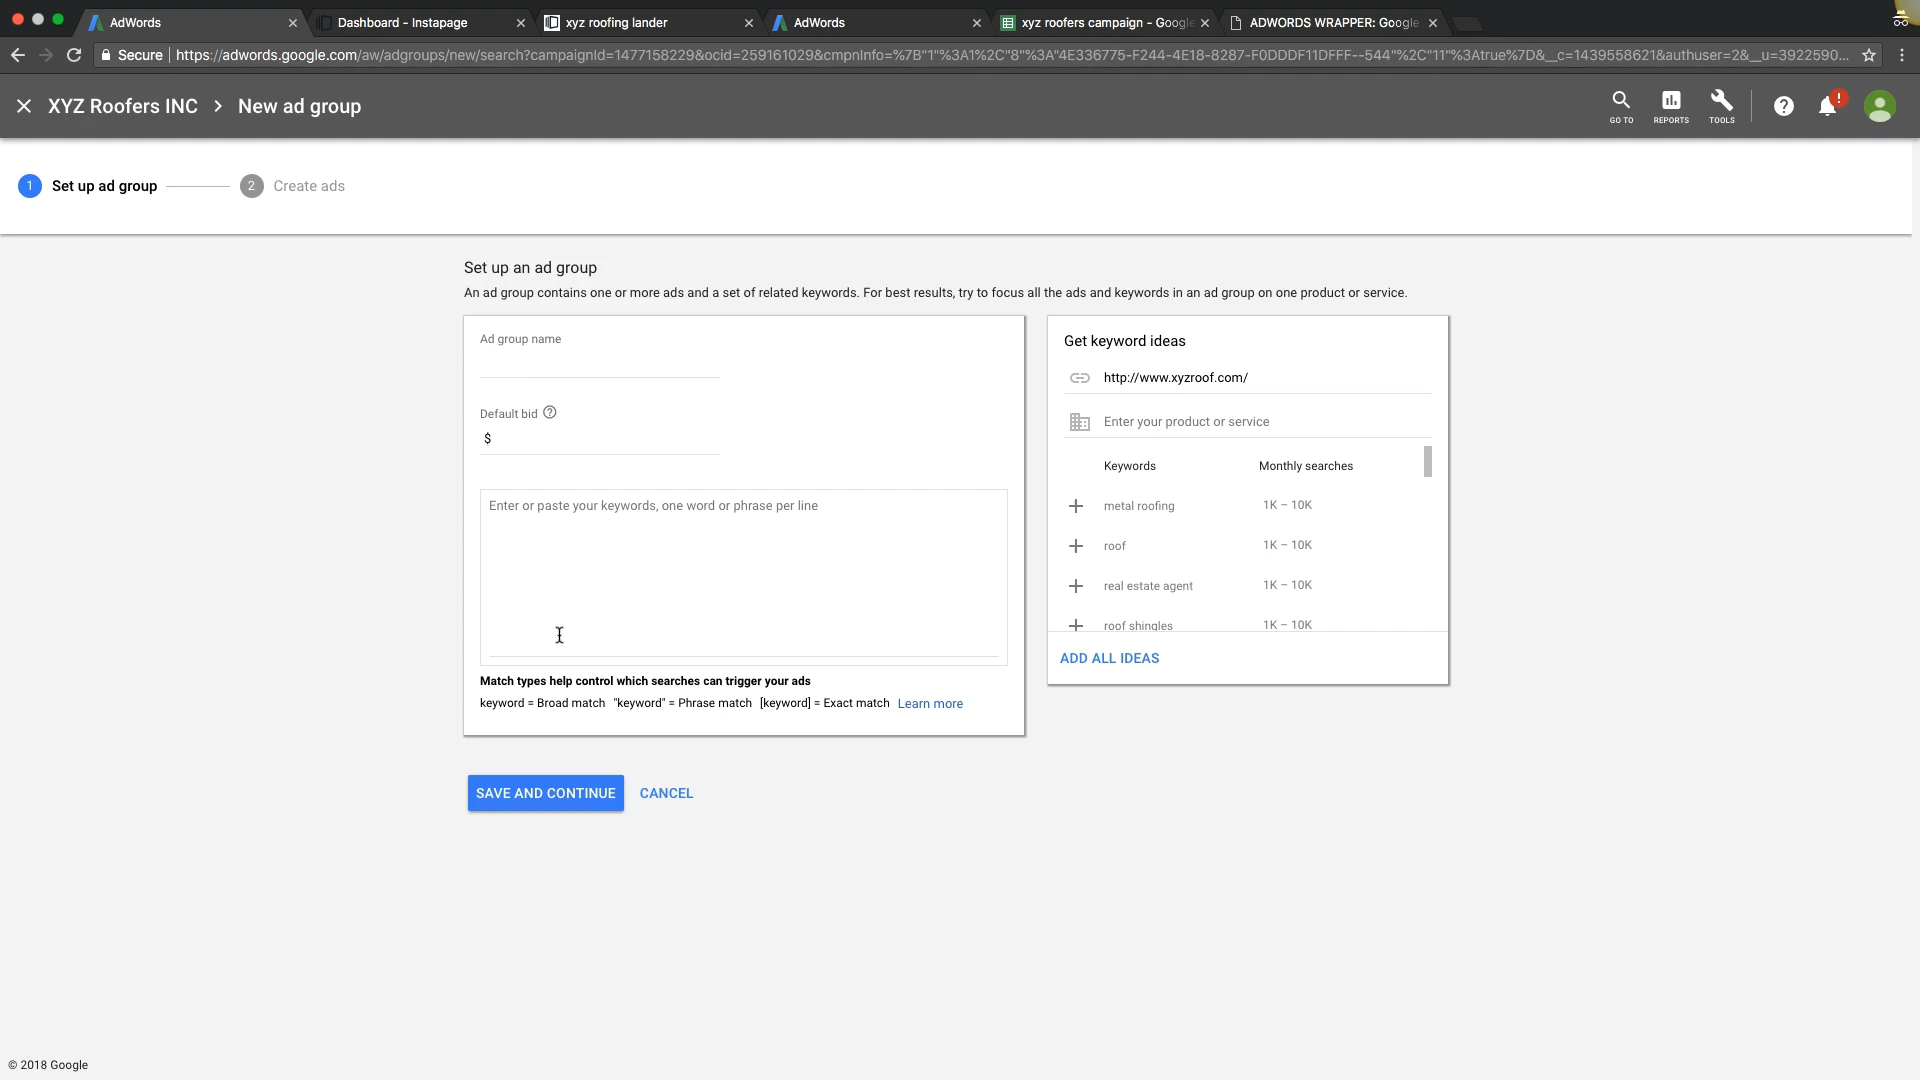 AdWords
Dashboard - Instapage
xyz roofing lander
AdWords
xyz roofers campaign - Google
ADWORDS WRAPPER: Google
Secure
https://adwords.google.com/aw/adgroups/new/search?campaignId=1477158229&ocid=259161029&cmpnInfo=%7B"1"%3A1%2C"8"%3A"4E336775-F244-4E18-8287-F0DDDF11DFFF--544"%2C"11"%3Atrue%7D&__c=1439558621&authuser=2&__u=3922590...
XYZ Roofers INC > New ad group
GO TO
REPORTS
TOOLS
1 Set up ad group
2 Create ads
Set up an ad group
An ad group contains one or more ads and a set of related keywords. For best results, try to focus all the ads and keywords in an ad group on one product or service.
Ad group name
Default bid
$
Enter or paste your keywords, one word or phrase per line
Match types help control which searches can trigger your ads
keyword = Broad match "keyword" = Phrase match [keyword] = Exact match Learn more
Get keyword ideas
http://www.xyzroof.com/
Enter your product or service
Keywords Monthly searches
metal roofing 1K – 10K
roof 1K – 10K
real estate agent 1K – 10K
roof shingles 1K – 10K
ADD ALL IDEAS
SAVE AND CONTINUE
CANCEL
© 2018 Google